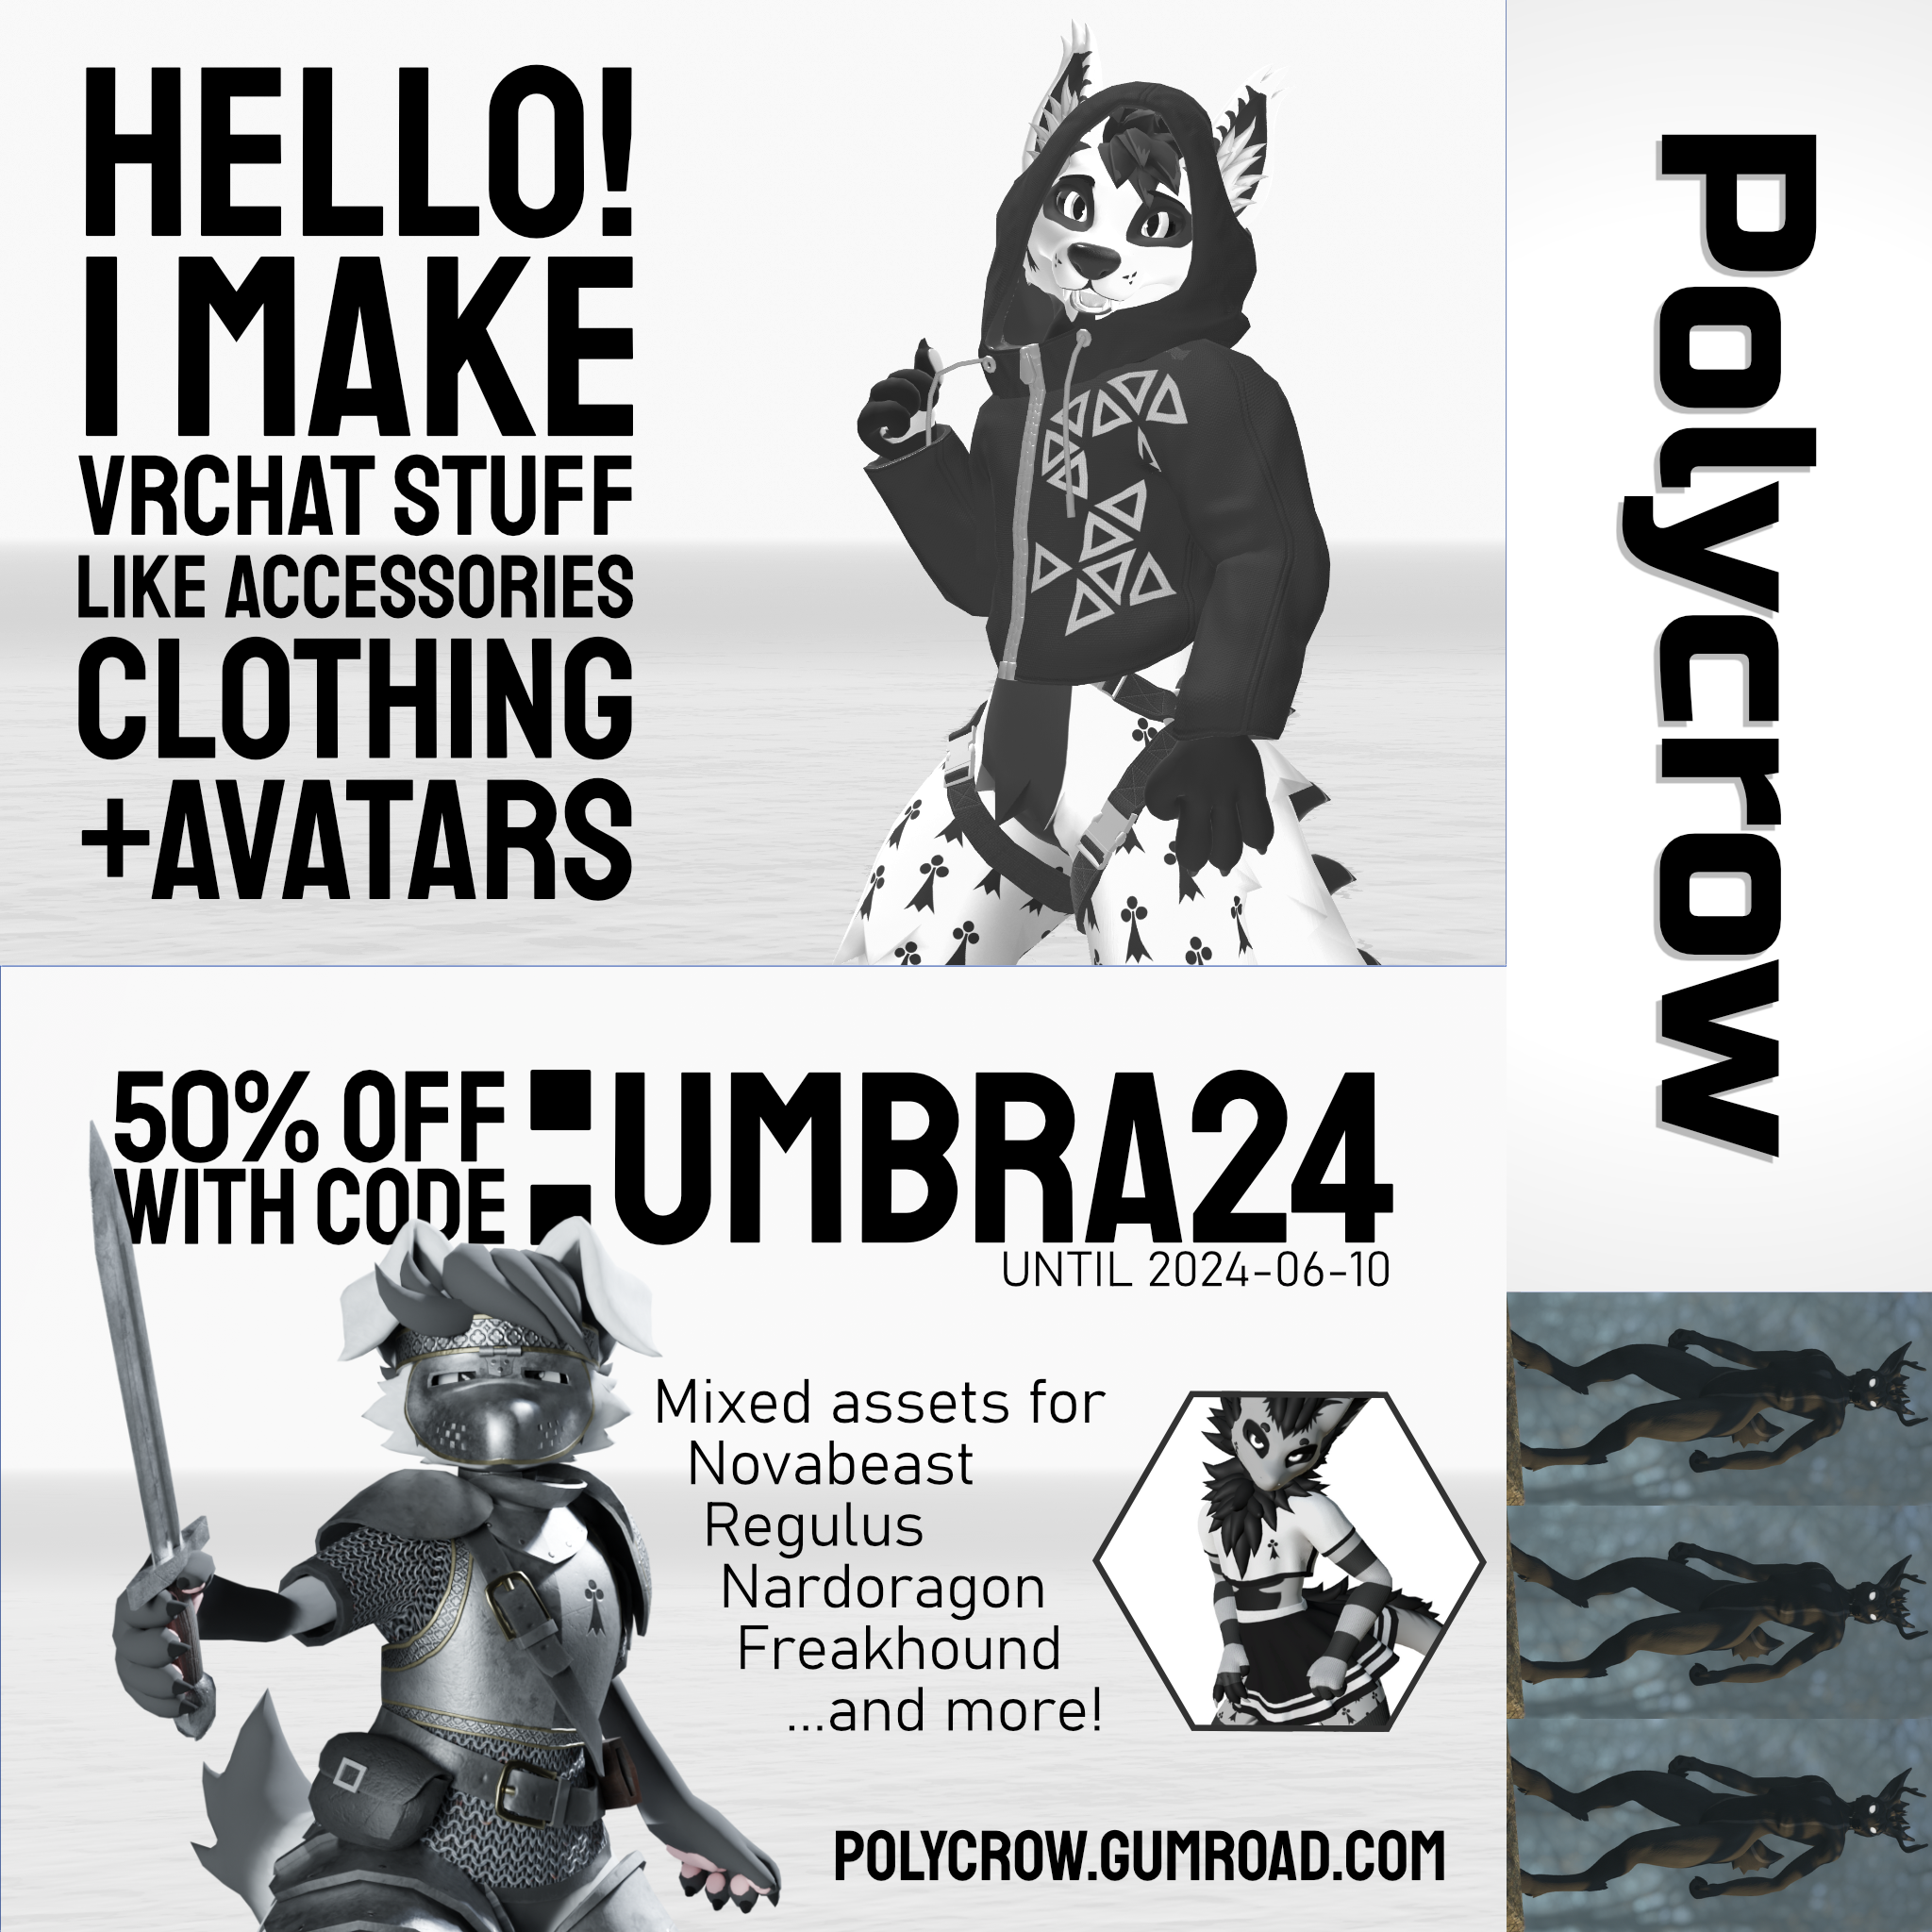 HELLO!
I MAKE
VRCHAT STUFF
LIKE ACCESSORIES
CLOTHING
+AVATARS
Polycrow
50% OFF
WITH CODE
:UMBRA24
UNTIL 2024-06-10
Mixed assets for
Novabeast
Regulus
Nardoragon
Freakhound
...and more!
POLYCROW.GUMROAD.COM